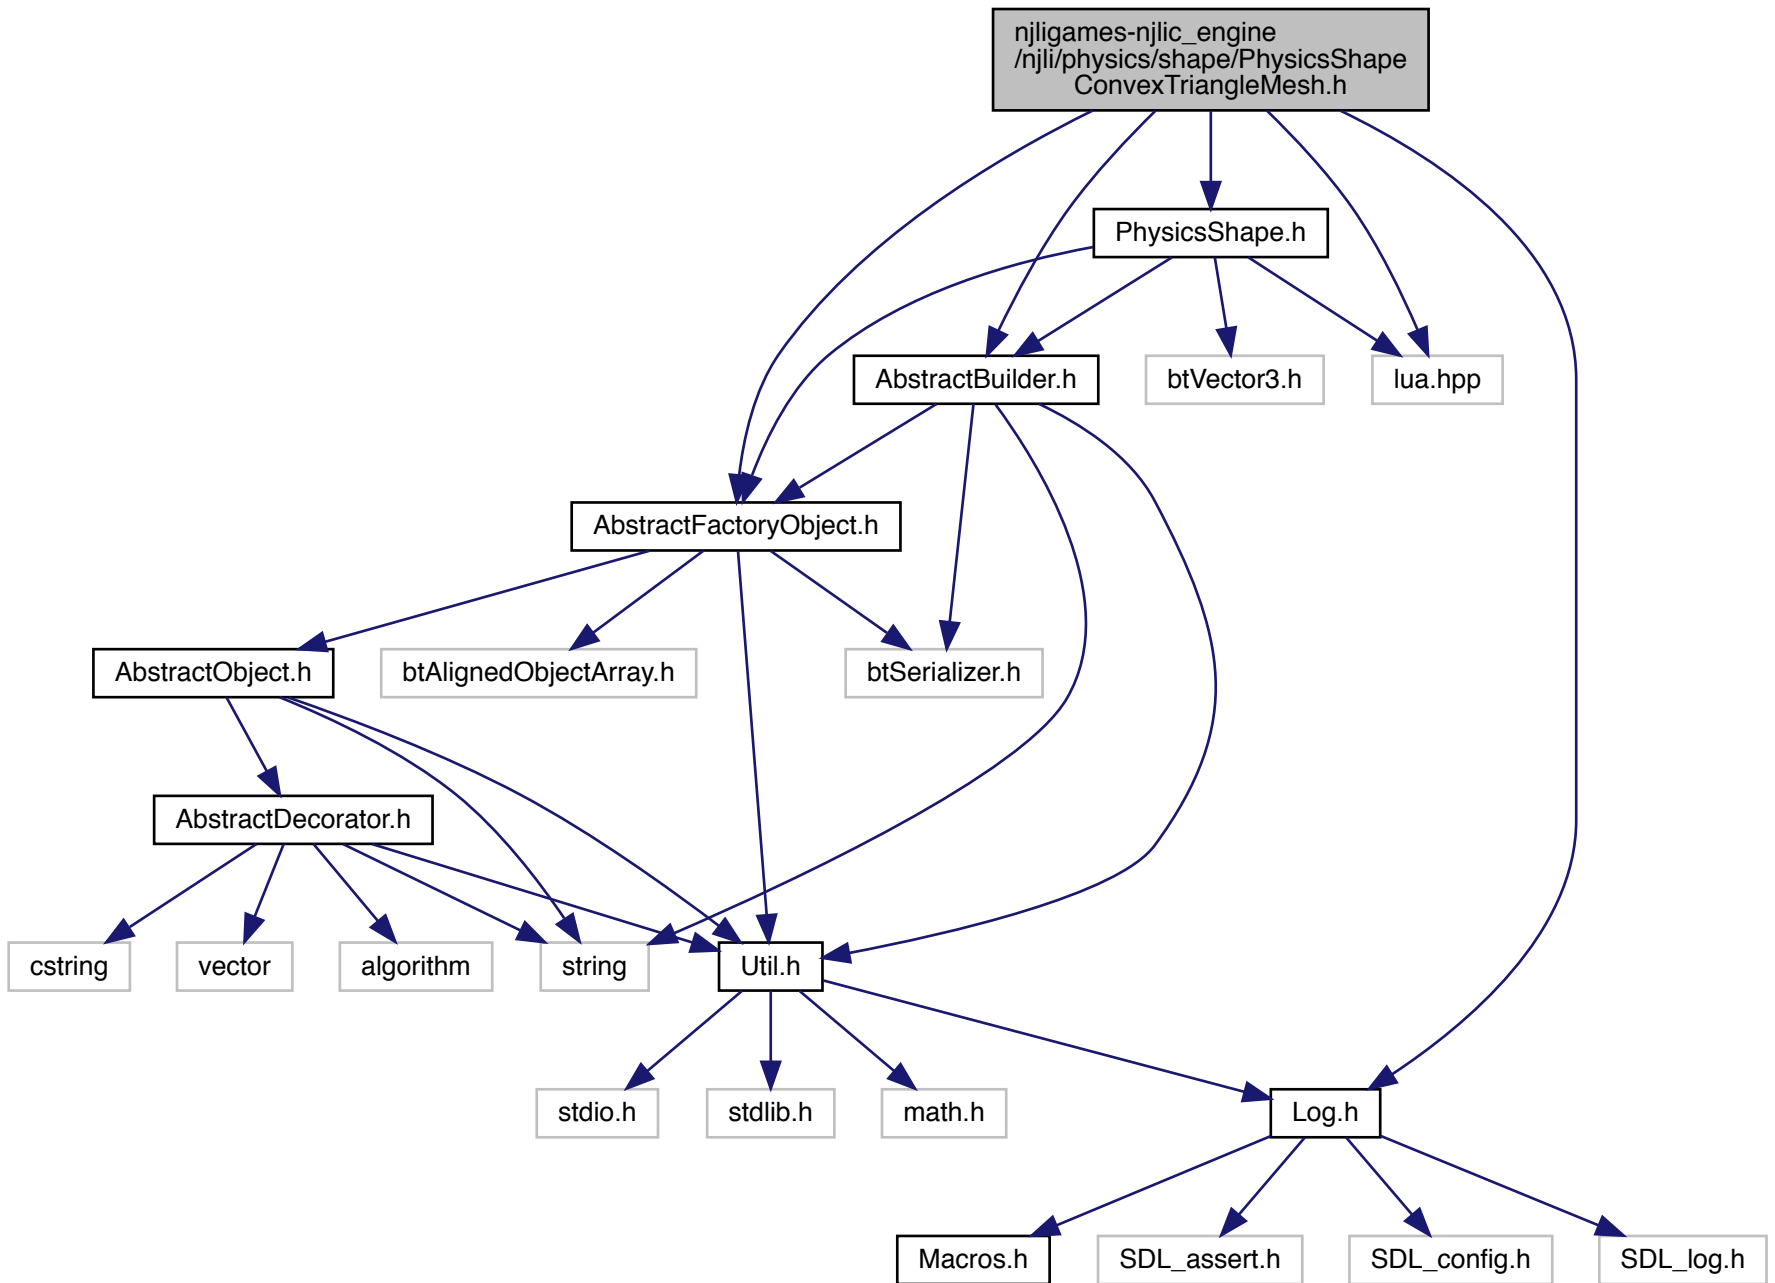 njligames-njlic_engine
/njli/physics/shape/PhysicsShape
ConvexTriangleMesh.h
PhysicsShape.h
AbstractBuilder.h
btVector3.h
lua.hpp
AbstractFactoryObject.h
AbstractObject.h
btAlignedObjectArray.h
btSerializer.h
AbstractDecorator.h
cstring
vector
algorithm
string
Util.h
stdio.h
stdlib.h
math.h
Log.h
Macros.h
SDL_assert.h
SDL_config.h
SDL_log.h